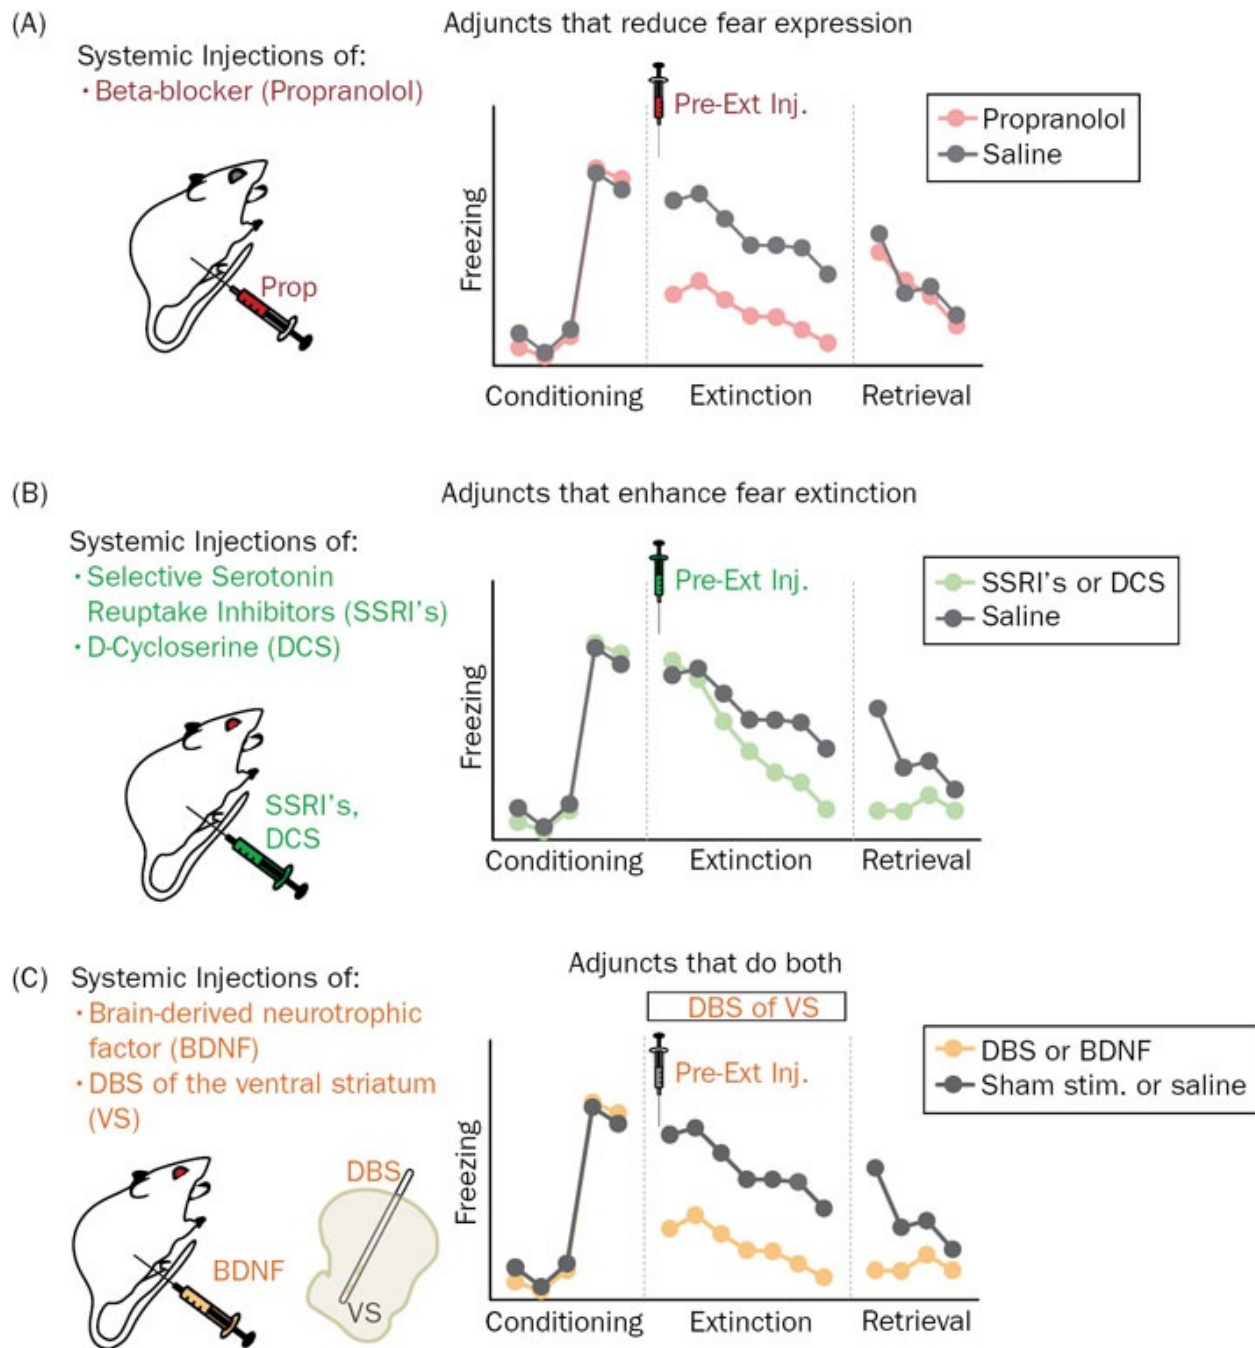 (A)
Adjuncts that reduce fear expression
Systemic Injections of:
• Beta-blocker (Propranolol)
Prop
Pre-Ext Inj.
Propranolol
Saline
Freezing
Conditioning
Extinction
Retrieval
(B)
Adjuncts that enhance fear extinction
Systemic Injections of:
• Selective Serotonin
Reuptake Inhibitors (SSRI's)
• D-Cycloserine (DCS)
SSRI's,
DCS
Pre-Ext Inj.
SSRI's or DCS
Saline
Freezing
Conditioning
Extinction
Retrieval
(C)
Adjuncts that do both
Systemic Injections of:
• Brain-derived neurotrophic
factor (BDNF)
• DBS of the ventral striatum
(VS)
BDNF
DBS
VS
DBS of VS
Pre-Ext Inj.
DBS or BDNF
Sham stim. or saline
Freezing
Conditioning
Extinction
Retrieval